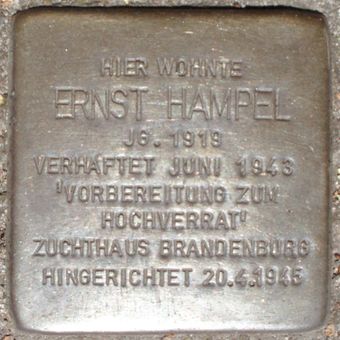 HIER WOHNTE
ERNST HAMPEL
JG. 1919
VERHAFTET JUNI 1943
'VORBEREITUNG ZUM
HOCHVERRAT'
ZUCHTHAUS BRANDENBURG
HINGERICHTET 20.4.1945